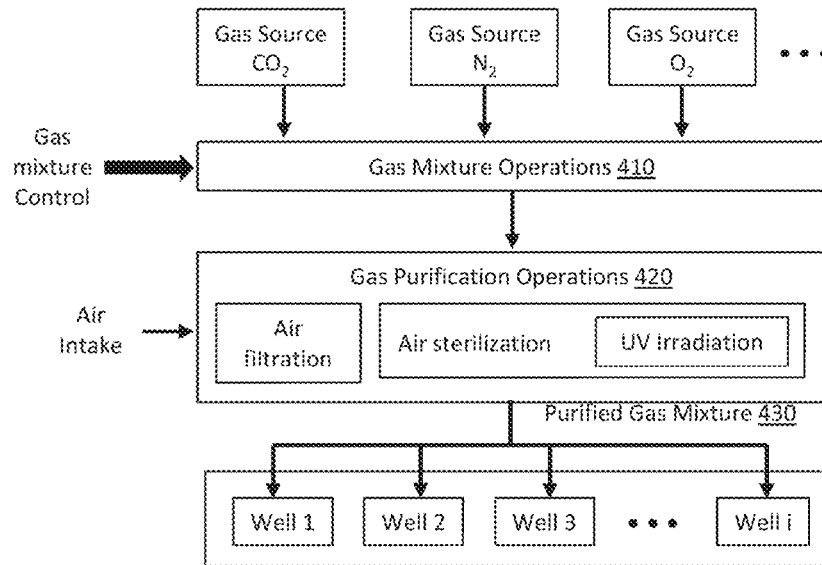 Gas Source
CO2
Gas Source
N2
Gas Source
O2
Gas
mixture
Control
Gas Mixture Operations 410
Gas Purification Operations 420
Air
Intake
Air
filtration
Air sterilization
UV Irradiation
Purified Gas Mixture 430
Well 1
Well 2
Well 3
Well i